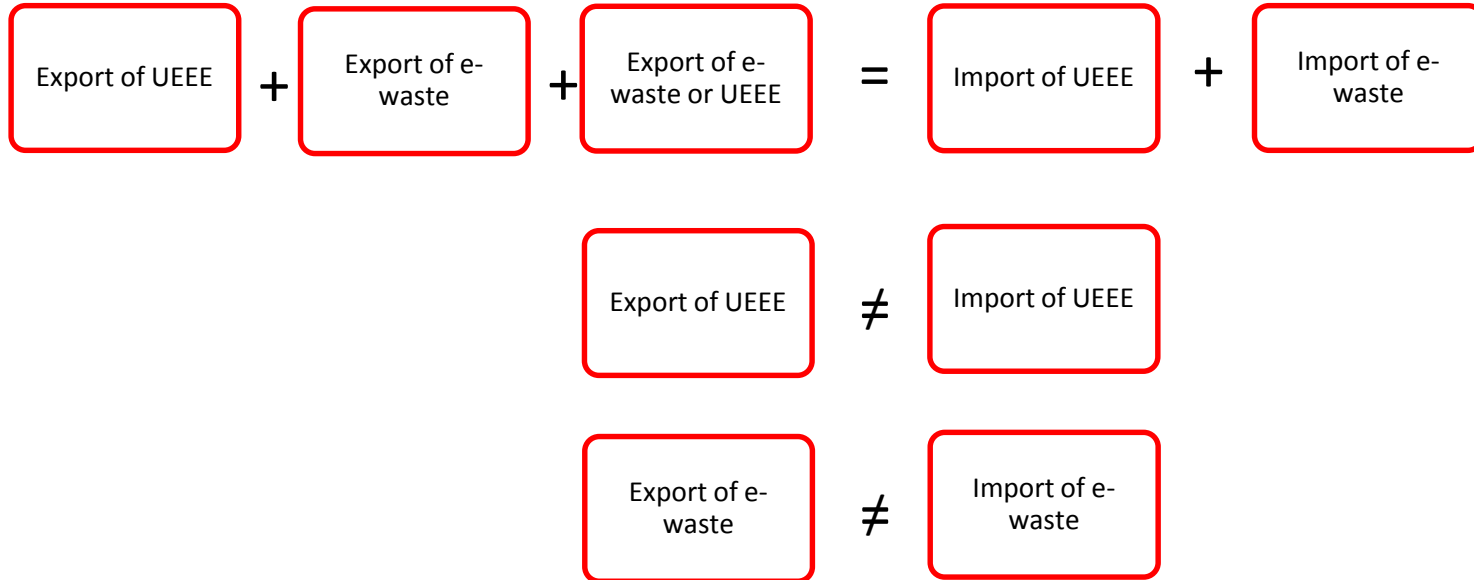 Export of UEEE + Export of e-
waste + Export of e-
waste or UEEE = Import of UEEE + Import of e-
waste
Export of UEEE ≠ Import of UEEE
Export of e-
waste ≠ Import of e-
waste